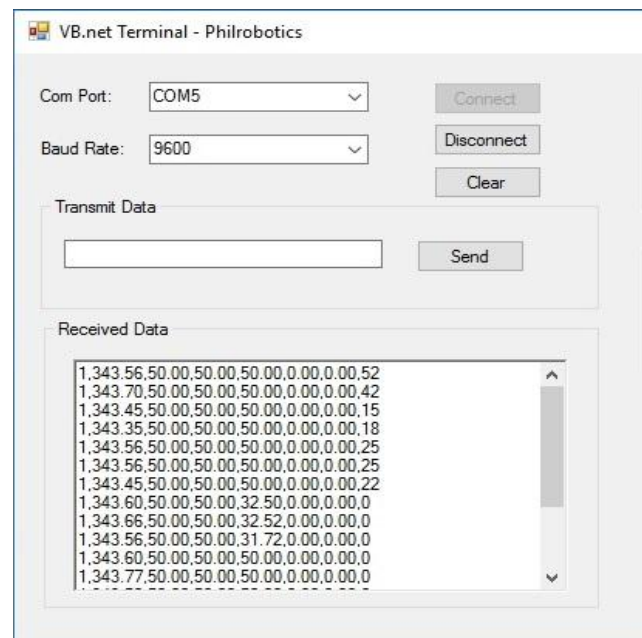 VB.net Terminal - Philrobotics
Com Port: COM5 Connect
Baud Rate: 9600 Disconnect
Clear
Transmit Data
Send
Received Data
1,343.56,50.00,50.00,50.00,0.00,0.00,52
1,343.70,50.00,50.00,50.00,0.00,0.00,42
1,343.45,50.00,50.00,50.00,0.00,0.00,15
1,343.35,50.00,50.00,50.00,0.00,0.00,18
1,343.56,50.00,50.00,50.00,0.00,0.00,25
1,343.56,50.00,50.00,50.00,0.00,0.00,25
1,343.45,50.00,50.00,50.00,0.00,0.00,22
1,343.60,50.00,50.00,32.50,0.00,0.00,0
1,343.66,50.00,50.00,32.52,0.00,0.00,0
1,343.56,50.00,50.00,31.72,0.00,0.00,0
1,343.60,50.00,50.00,50.00,0.00,0.00,0
1,343.77,50.00,50.00,50.00,0.00,0.00,0